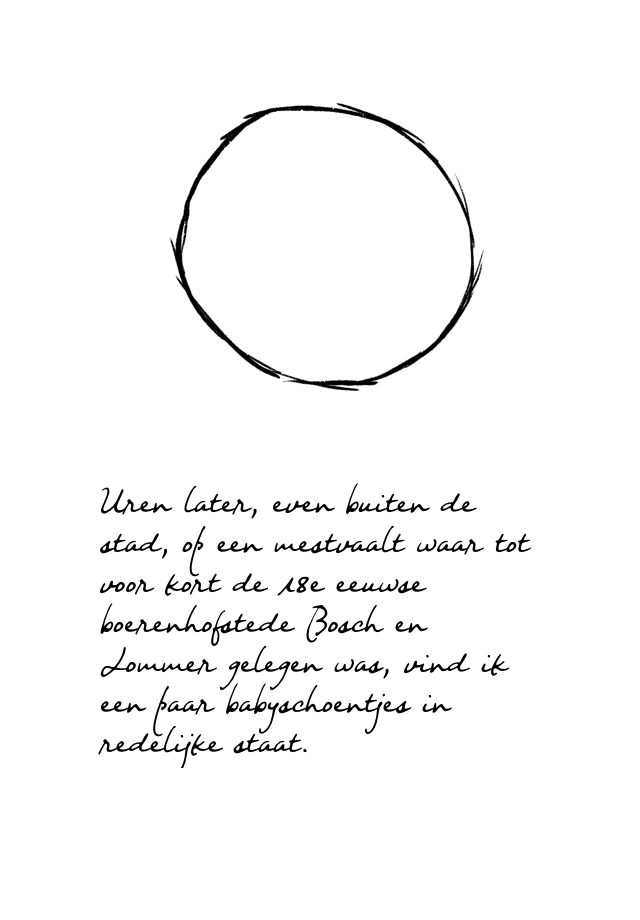 Uren later, even buiten de
stad, op een mestvaalt waar tot
voor kort de 18e eeuwse
boerenhofstede Bosch en
Lommer gelegen was, vind ik
een paar babyschoentjes in
redelijke staat.